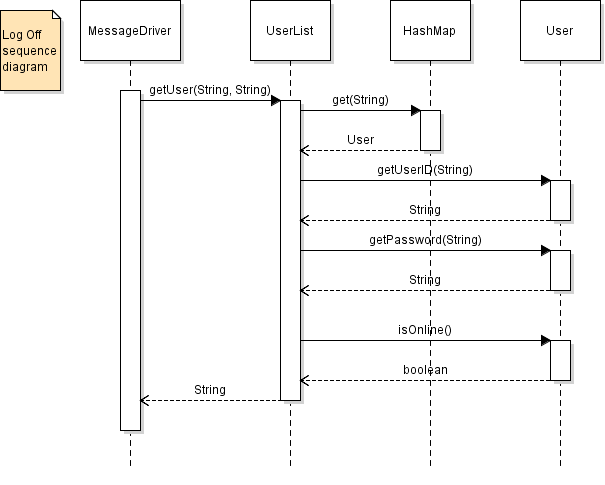 Log Off
sequence
diagram
MessageDriver
UserList
HashMap
User
getUser(String, String)
get(String)
User
getUserID(String)
String
getPassword(String)
String
isOnline()
boolean
String